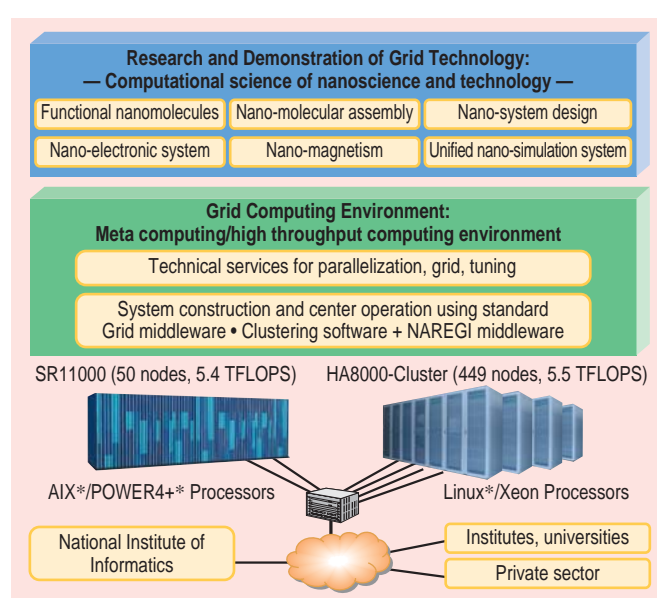 Research and Demonstration of Grid Technology:
— Computational science of nanoscience and technology —
Functional nanomolecules
Nano-molecular assembly
Nano-system design
Nano-electronic system
Nano-magnetism
Unified nano-simulation system
Grid Computing Environment:
Meta computing/high throughput computing environment
Technical services for parallelization, grid, tuning
System construction and center operation using standard
Grid middleware • Clustering software + NAREGI middleware
SR11000 (50 nodes, 5.4 TFLOPS)
HA8000-Cluster (449 nodes, 5.5 TFLOPS)
AIX*/POWER4+* Processors
Linux*/Xeon Processors
National Institute of
Informatics
Institutes, universities
Private sector